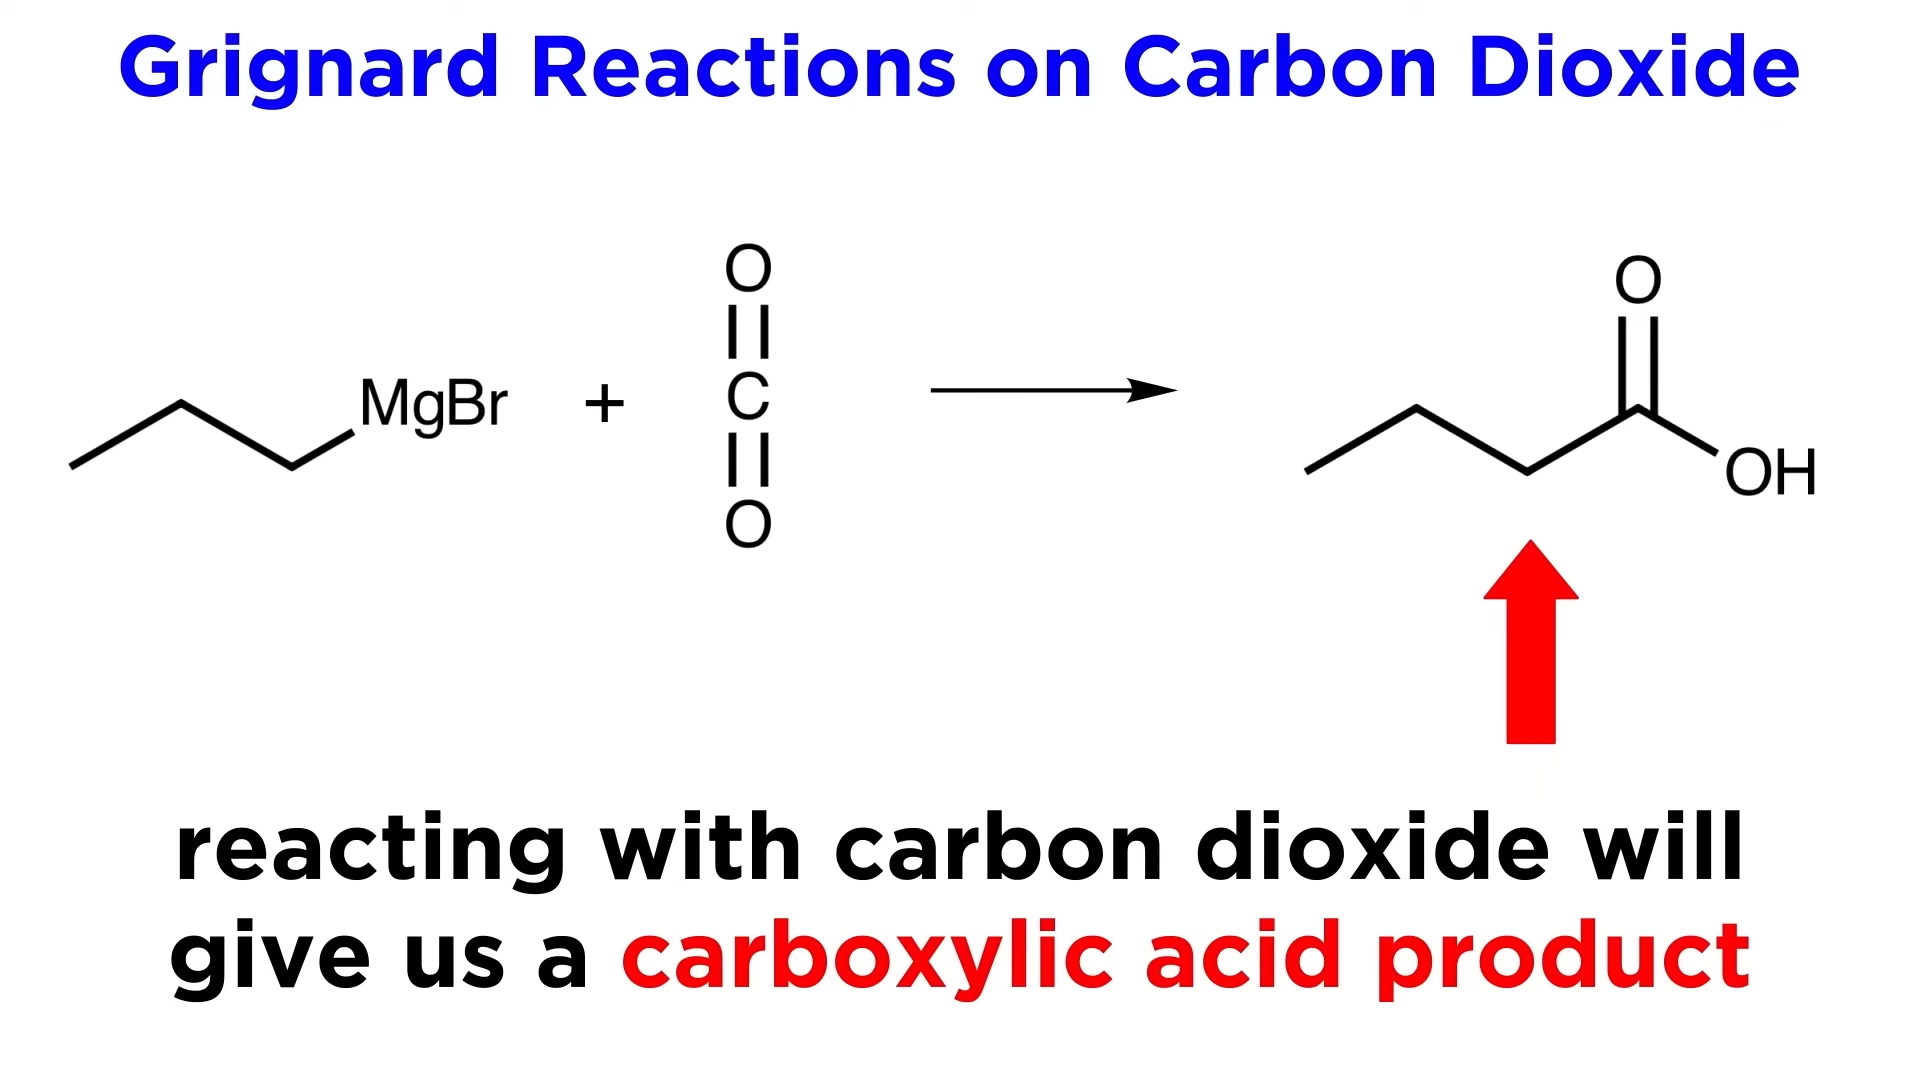 Grignard Reactions on Carbon Dioxide
O
C
O
MgBr +
O
OH
reacting with carbon dioxide will
give us a carboxylic acid product